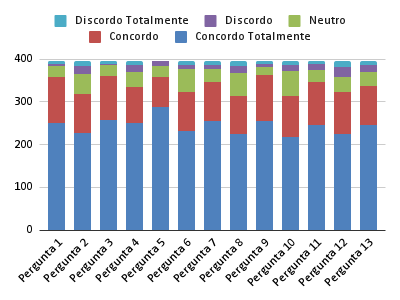 Discordo Totalmente Discordo Neutro
Concordo Concordo Totalmente
400
300
200
100
0
Pergunta 1 Pergunta 2 Pergunta 3 Pergunta 4 Pergunta 5 Pergunta 6 Pergunta 7 Pergunta 8 Pergunta 9 Pergunta 10 Pergunta 11 Pergunta 12 Pergunta 13